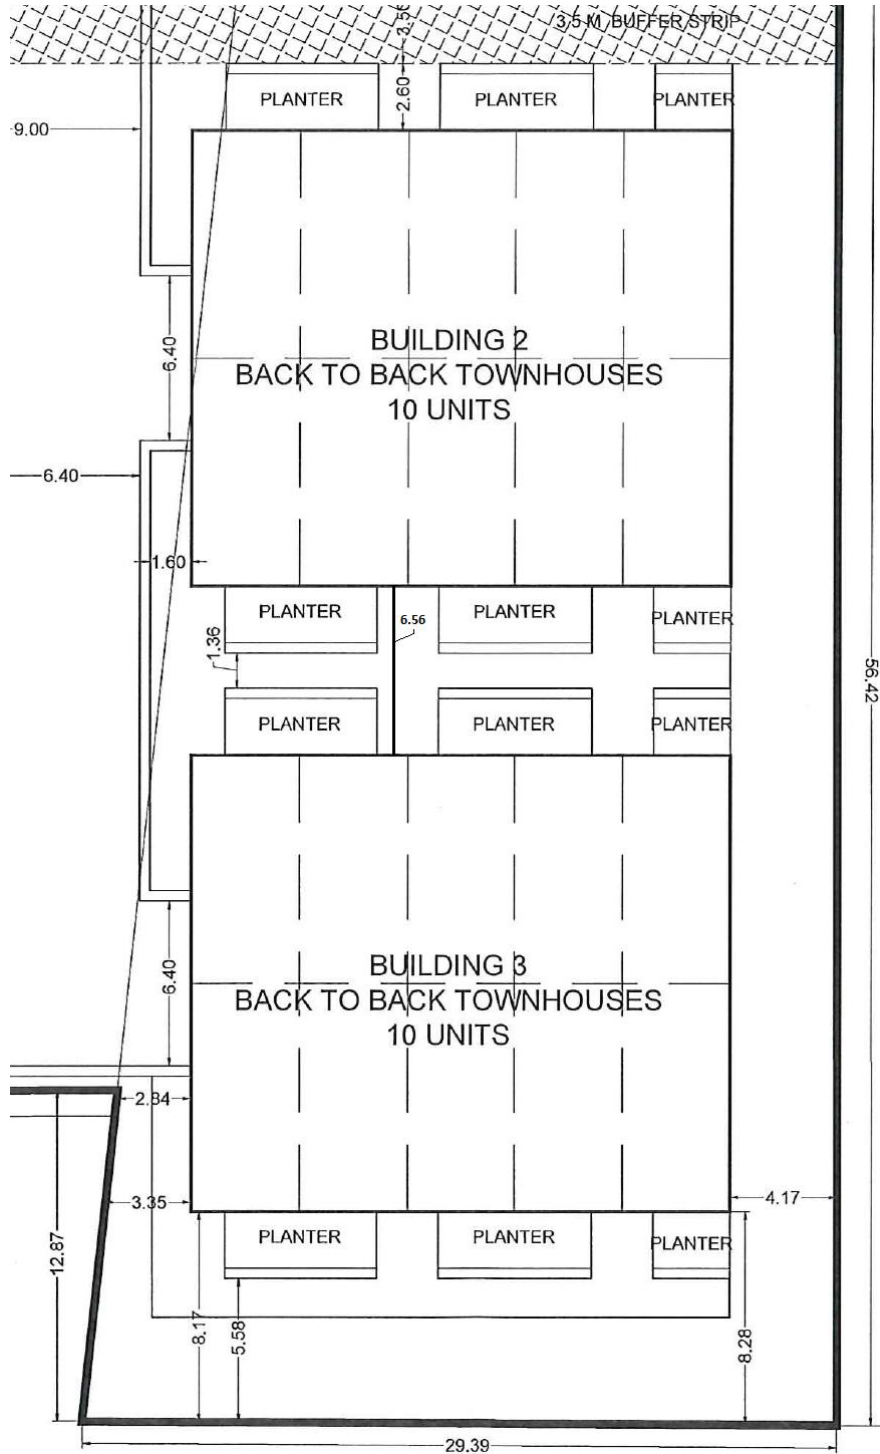 3.5 M. BUFFER STRIP
3.50
PLANTER
PLANTER
PLANTER
2.60
9.00
6.40
BUILDING 2
BACK TO BACK TOWNHOUSES
10 UNITS
6.40
1.60
PLANTER
6.56
PLANTER
PLANTER
1.36
56.42
PLANTER
PLANTER
PLANTER
6.40
BUILDING 3
BACK TO BACK TOWNHOUSES
10 UNITS
2.84
3.35
4.17
12.87
PLANTER
PLANTER
PLANTER
8.17
5.58
8.28
29.39